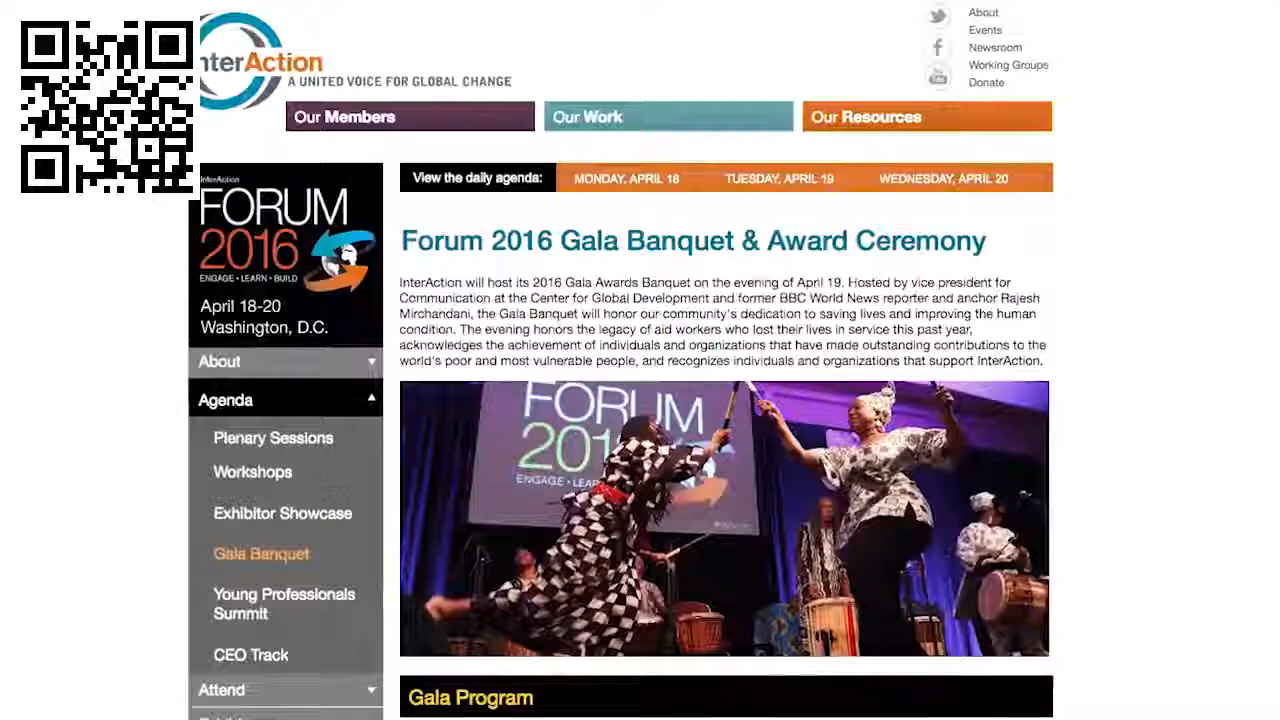 About
Events
Newsroom
Working Groups
Donate
nterAction
A UNITED VOICE FOR GLOBAL CHANGE
Our Members
Our Work
Our Resources
InterAction
FORUM
2016
ENGAGE • LEARN • BUILD
April 18-20
Washington, D.C.
About
Agenda
Plenary Sessions
Workshops
Exhibitor Showcase
Gala Banquet
Young Professionals
Summit
CEO Track
Attend
View the daily agenda:
MONDAY, APRIL 18
TUESDAY, APRIL 19
WEDNESDAY, APRIL 20
Forum 2016 Gala Banquet & Award Ceremony
InterAction will host its 2016 Gala Awards Banquet on the evening of April 19. Hosted by vice president for
Communication at the Center for Global Development and former BBC World News reporter and anchor Rajesh
Mirchandani, the Gala Banquet will honor our community's dedication to saving lives and improving the human
condition. The evening honors the legacy of aid workers who lost their lives in service this past year,
acknowledges the achievement of individuals and organizations that have made outstanding contributions to the
world's poor and most vulnerable people, and recognizes individuals and organizations that support InterAction.
FORUM
201
ENGAGE • LEAR
Gala Program